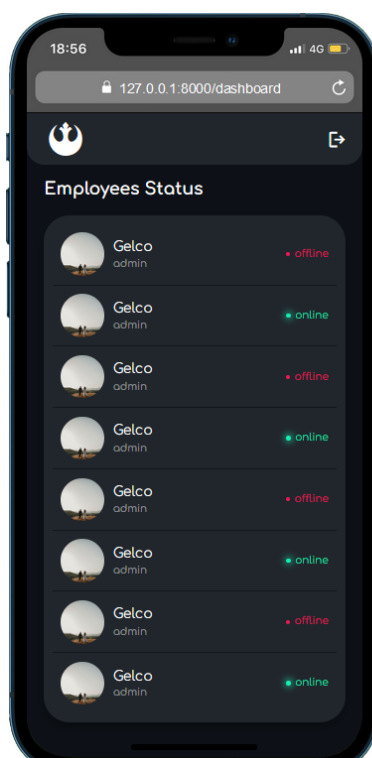 18:56 4G
127.0.0.1:8000/dashboard
Employees Status
Gelco
admin
• offline
Gelco
admin
• online
Gelco
admin
• offline
Gelco
admin
• online
Gelco
admin
• offline
Gelco
admin
• online
Gelco
admin
• offline
Gelco
admin
• online